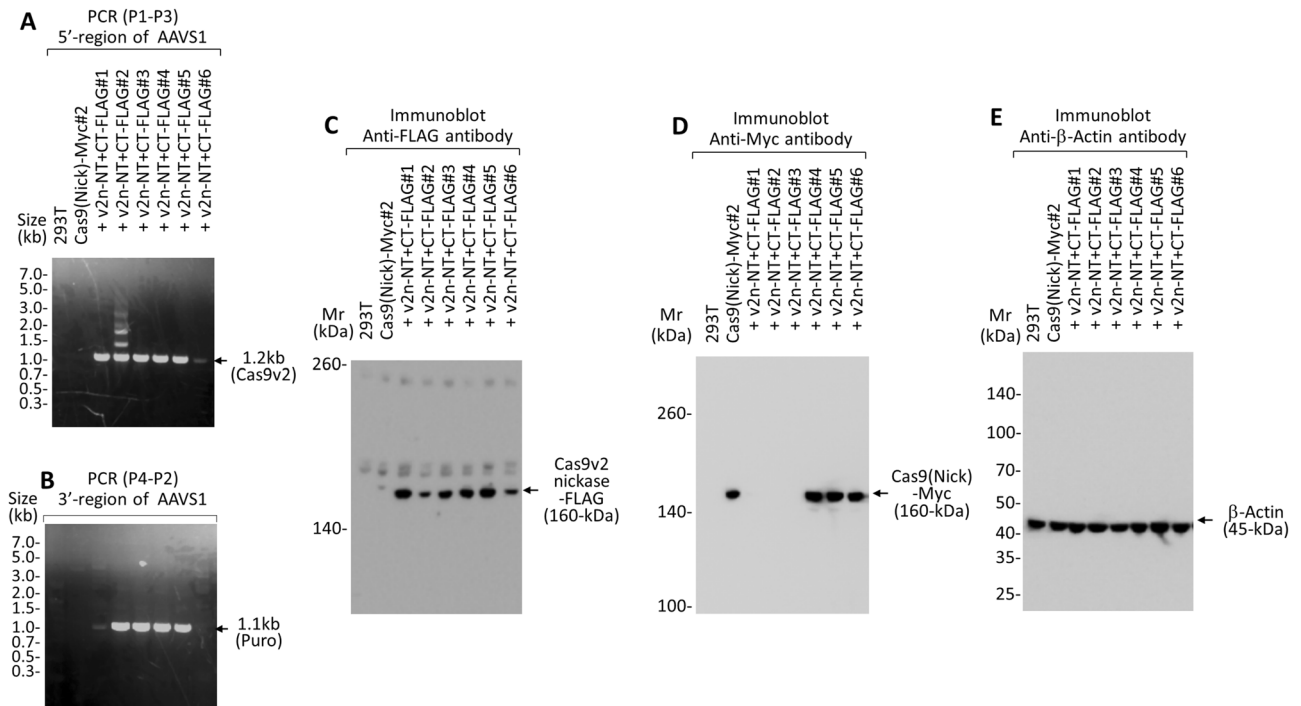 A
PCR (P1-P3)
5’-region of AAVS1
Size
(kb)
293T
Cas9(Nick)-Myc#2
+ v2n-NT+CT-FLAG#1
+ v2n-NT+CT-FLAG#2
+ v2n-NT+CT-FLAG#3
+ v2n-NT+CT-FLAG#4
+ v2n-NT+CT-FLAG#5
+ v2n-NT+CT-FLAG#6
7.0-
5.0-
3.0-
2.0-
1.5-
1.0-
0.7-
0.5-
0.3-
1.2kb
(Cas9v2)
B
PCR (P4-P2)
3’-region of AAVS1
Size
(kb)
7.0-
5.0-
3.0-
2.0-
1.5-
1.0-
0.7-
0.5-
0.3-
1.1kb
(Puro)
C
Immunoblot
Anti-FLAG antibody
Mr
(kDa)
293T
Cas9(Nick)-Myc#2
+ v2n-NT+CT-FLAG#1
+ v2n-NT+CT-FLAG#2
+ v2n-NT+CT-FLAG#3
+ v2n-NT+CT-FLAG#4
+ v2n-NT+CT-FLAG#5
+ v2n-NT+CT-FLAG#6
260-
140-
Cas9v2
nickase
-FLAG
(160-kDa)
D
Immunoblot
Anti-Myc antibody
Mr
(kDa)
293T
Cas9(Nick)-Myc#2
+ v2n-NT+CT-FLAG#1
+ v2n-NT+CT-FLAG#2
+ v2n-NT+CT-FLAG#3
+ v2n-NT+CT-FLAG#4
+ v2n-NT+CT-FLAG#5
+ v2n-NT+CT-FLAG#6
260-
140-
100-
Cas9(Nick)
-Myc
(160-kDa)
E
Immunoblot
Anti-β-Actin antibody
Mr
(kDa)
293T
Cas9(Nick)-Myc#2
+ v2n-NT+CT-FLAG#1
+ v2n-NT+CT-FLAG#2
+ v2n-NT+CT-FLAG#3
+ v2n-NT+CT-FLAG#4
+ v2n-NT+CT-FLAG#5
+ v2n-NT+CT-FLAG#6
140-
100-
70-
50-
40-
35-
25-
β-Actin
(45-kDa)